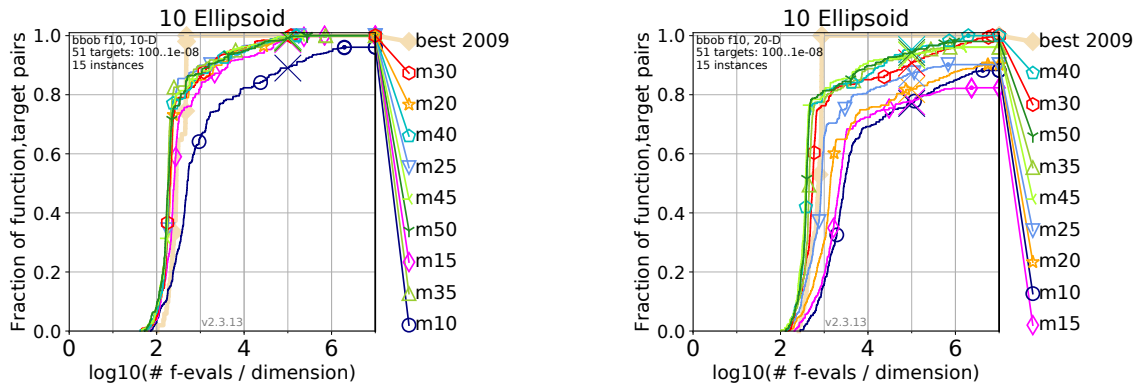 10 Ellipsoid
bbob f10, 10-D
51 targets: 100..1e-08
15 instances
Fraction of function,target pairs
1.0
0.8
0.6
0.4
0.2
0.0
0
2
4
6
log10(# f-evals / dimension)
v2.3.13
best 2009
m30
m20
m40
m25
m45
m50
m15
m35
m10
10 Ellipsoid
bbob f10, 20-D
51 targets: 100..1e-08
15 instances
Fraction of function,target pairs
1.0
0.8
0.6
0.4
0.2
0.0
0
2
4
6
log10(# f-evals / dimension)
v2.3.13
best 2009
m40
m30
m50
m35
m45
m25
m20
m10
m15